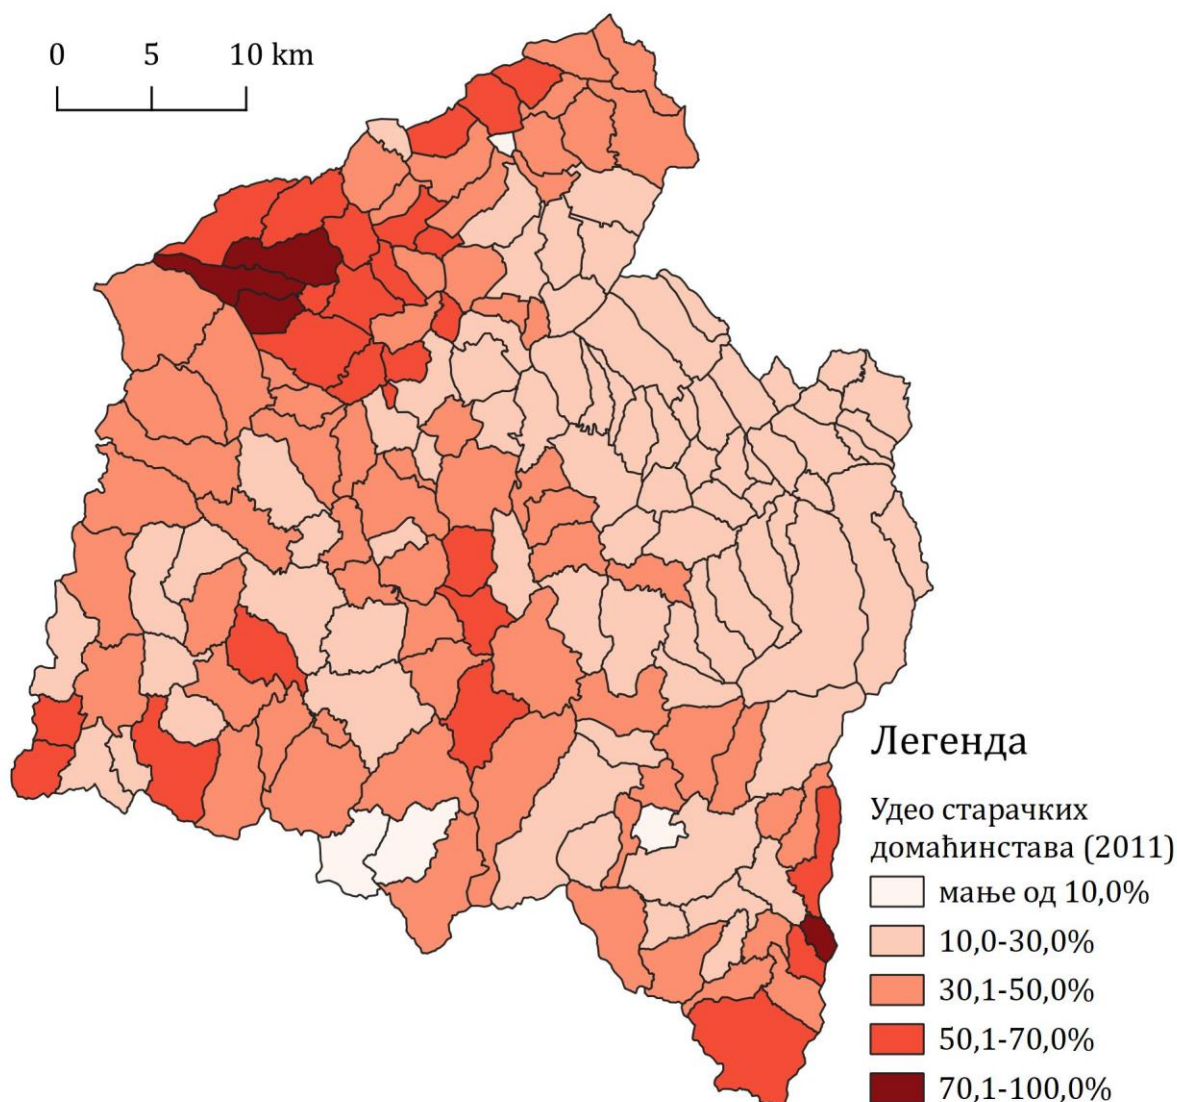 0 5 10 km
Легенда
Удео старачких
домаћинстава (2011)
мање од 10,0%
10,0-30,0%
30,1-50,0%
50,1-70,0%
70,1-100,0%